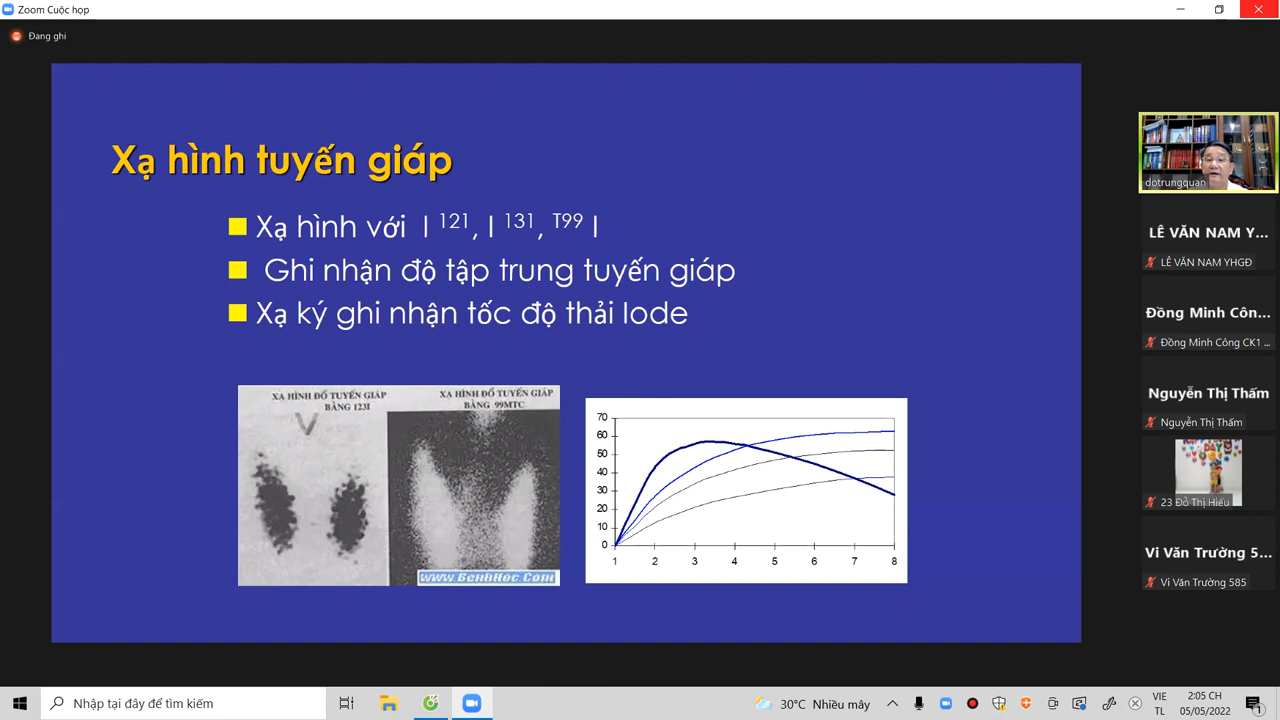 Zoom Cuộc họp
Đang ghi
Xạ hình tuyến giáp
Xạ hình với I 121, I 131, T99 I
Ghi nhận độ tập trung tuyến giáp
Xạ ký ghi nhận tốc độ thải Iode
XẠ HÌNH ĐỒ TUYẾN GIÁP
BẰNG 123I
XẠ HÌNH ĐỒ TUYẾN GIÁP
BẰNG 99MTC
www.BenhHoc.Com
70
60
50
40
30
20
10
0
1 2 3 4 5 6 7 8
dotrungquan
LÊ VĂN NAM Y...
LÊ VĂN NAM YHGĐ
Đồng Minh Côn...
Đồng Minh Công CK1 ...
Nguyễn Thị Thấm
Nguyễn Thị Thấm
23 Đỗ Thị Hiếu
Vi Văn Trường 5...
Vi Văn Trường 585
Nhập tại đây để tìm kiếm
30°C Nhiều mây
VIE
TL
2:05 CH
05/05/2022
1